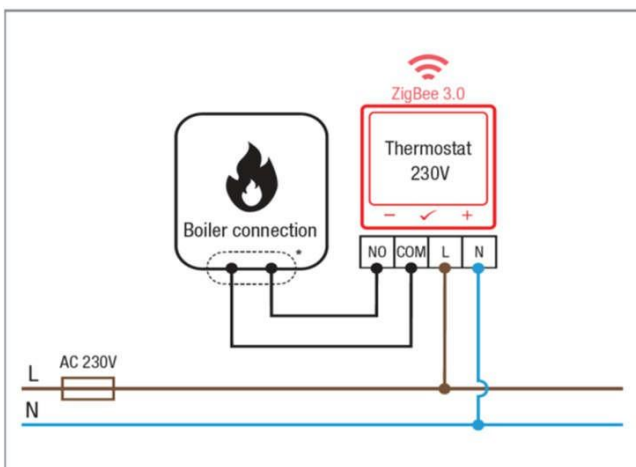 ZigBee 3.0
Thermostat
230V
− ✓ +
Boiler connection
*
NO COM L N
AC 230V
L
N